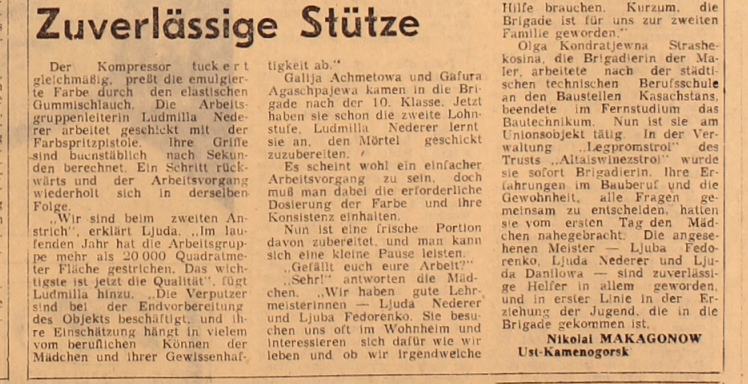 Zuverlässige Stütze
Der Kompressor tuckert
gleichmäßig, preßt die emulgier-
te Farbe durch den elastischen
Gummischlauch. Die Arbeits-
gruppenleiterin Ludmilla Nede-
rer arbeitet geschickt mit der
Farbspritzpistole. Ihre Griffe
sind buchstäblich nach Sekun-
den berechnet. Ein Schritt rück-
wärts und der Arbeitsvorgang
wiederholt sich in derselben
Folge.
„Wir sind beim zweiten An-
strich", erklärt Ljuda. „Im lau-
fenden Jahr hat die Arbeitsgrup-
pe mehr als 20 000 Quadratme-
ter Fläche gestrichen. Das wich-
tigste ist jetzt die Qualität", fügt
Ludmilla hinzu. „Die Verputzer
sind bei der Endvorbereitung
des Objekts beschäftigt, und ih-
re Einschätzung hängt in vielem
vom beruflichen Können der
Mädchen und ihrer Gewissenhaf-
tigkeit ab."
Galija Achmetowa und Gafura
Agaschpajewa kamen in die Bri-
gade nach der 10. Klasse. Jetzt
haben sie schon die zweite Lohn-
stufe. Ludmilla Nederer lernt
sie an, den Mörtel geschickt
zuzubereiten.
Es scheint wohl ein einfacher
Arbeitsvorgang zu sein, doch
muß man dabei die erforderliche
Dosierung der Farbe und ihre
Konsistenz einhalten.
Nun ist eine frische Portion
davon zubereitet, und man kann
sich eine kleine Pause leisten.
„Gefällt euch eure Arbeit?"
„Sehr!" antworten die Mäd-
chen. „Wir haben gute Lehr-
meisterinnen — Ljuda Nederer
und Ljuba Fedorenko. Sie besu-
chen uns oft im Wohnheim und
interessieren sich dafür wie wir
leben und ob wir irgendwelche
Hilfe brauchen. Kurzum, die
Brigade ist für uns zur zweiten
Familie geworden."
Olga Kondratjewna Strashe-
kosina, die Brigadierin der Ma-
ler, arbeitete nach der städti-
schen technischen Berufsschule
an den Baustellen Kasachstans,
beendete im Fernstudium das
Bautechnikum. Nun ist sie am
Unionsobjekt tätig. In der Ver-
waltung „Legpromstroi" des
Trusts „Altaiswinezstroi" wurde
sie sofort Brigadierin. Ihre Er-
fahrungen im Bauberuf und die
Gewohnheit, alle Fragen ge-
meinsam zu entscheiden, hatten
sie vom ersten Tag den Mäd-
chen nahegebracht. Die angese-
henen Meister — Ljuba Fedo-
renko, Ljuda Nederer und Lju-
da Danilowa — sind zuverlässi-
ge Helfer in allem geworden,
und in erster Linie in der Er-
ziehung der Jugend, die in die
Brigade gekommen ist.
Nikolai MAKAGONOW
Ust-Kamenogorsk